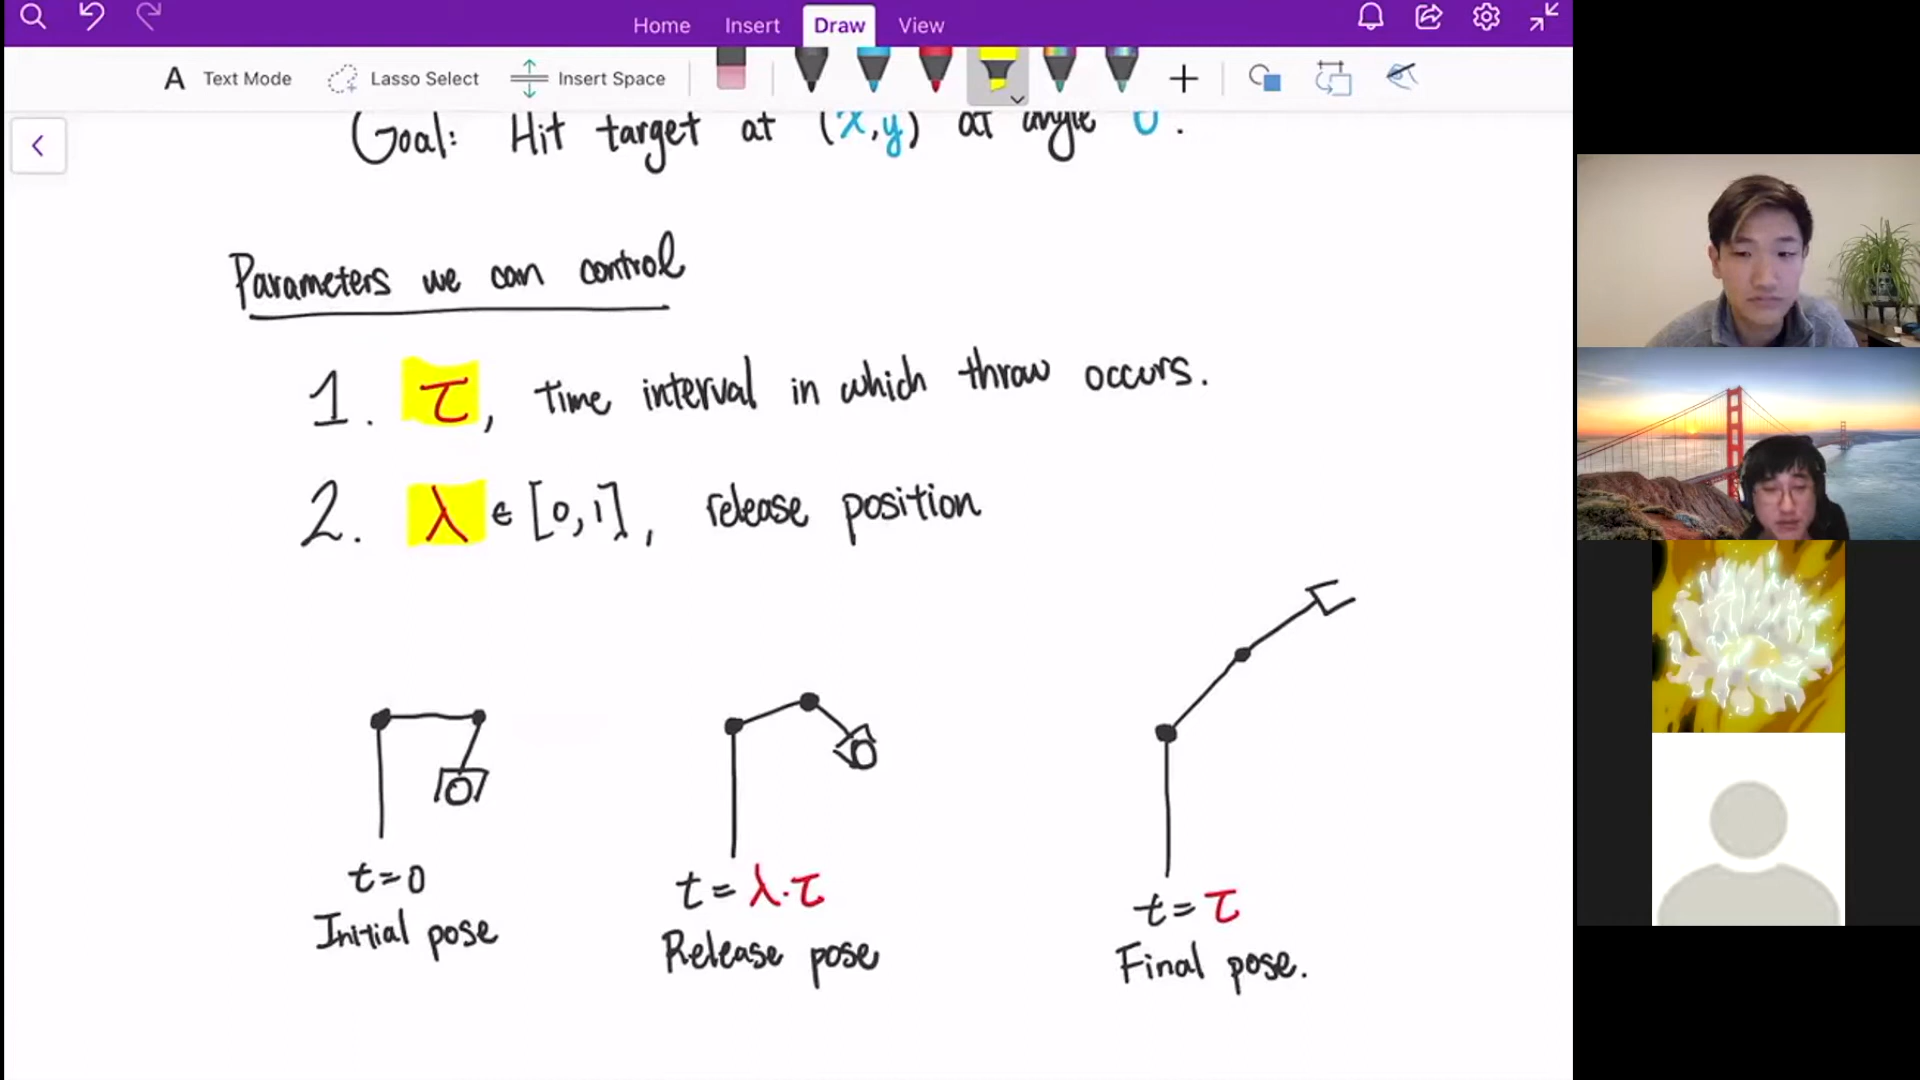 Home Insert Draw View
A Text Mode Lasso Select Insert Space
Goal: Hit target at (x,y) at angle θ.
Parameters we can control
1. τ, time interval in which throw occurs.
2. λ ∈ [0,1], release position
t=0
Initial pose
t=λ·τ
Release pose
t=τ
Final pose.